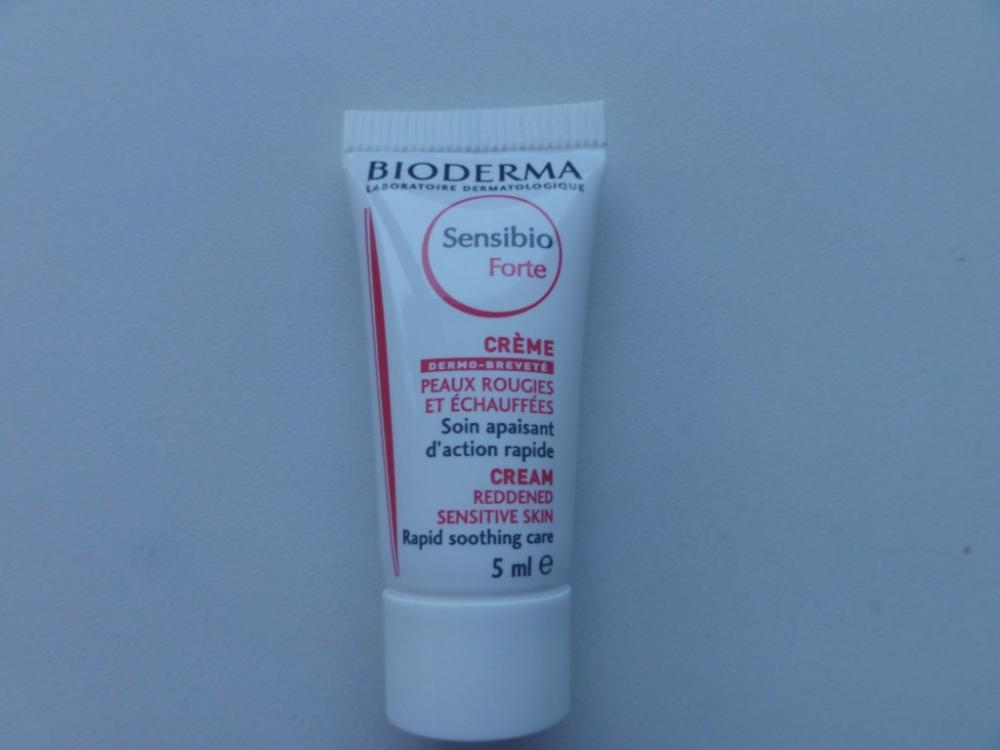 BIODERMA
LABORATOIRE DERMATOLOGIQUE
Sensibio
Forte
CRÈME
DERMO-BREVETÉ
PEAUX ROUGIES
ET ÉCHAUFFÉES
Soin apaisant
d'action rapide
CREAM
REDDENED
SENSITIVE SKIN
Rapid soothing care
5 ml e